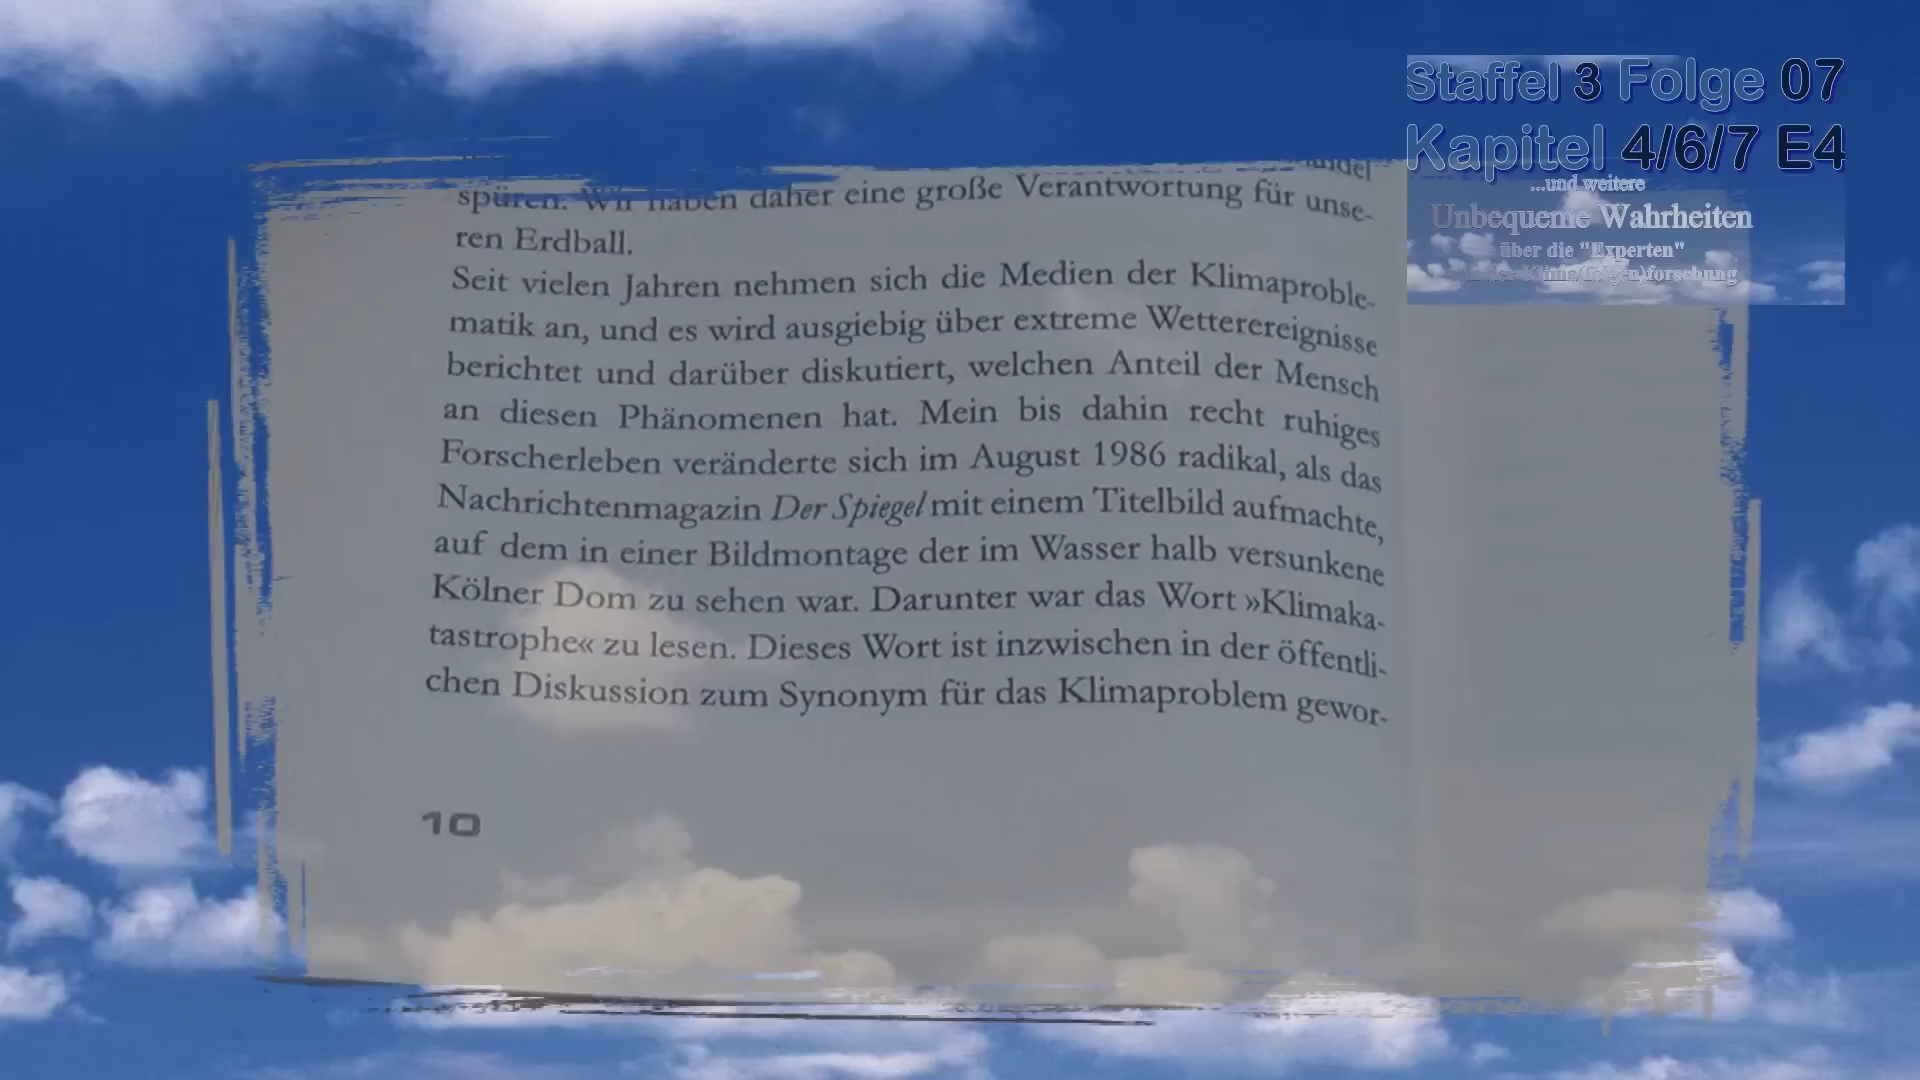 Staffel 3 Folge 07
Kapitel 4/6/7 E4
...und weitere
Unbequeme Wahrheiten
über die "Experten"
Klima(folgen)forschung
spüren. Wir haben daher eine große Verantwortung für unse-
ren Erdball.
Seit vielen Jahren nehmen sich die Medien der Klimaproble-
matik an, und es wird ausgiebig über extreme Wetterereignisse
berichtet und darüber diskutiert, welchen Anteil der Mensch
an diesen Phänomenen hat. Mein bis dahin recht ruhiges
Forscherleben veränderte sich im August 1986 radikal, als das
Nachrichtenmagazin Der Spiegel mit einem Titelbild aufmachte,
auf dem in einer Bildmontage der im Wasser halb versunkene
Kölner Dom zu sehen war. Darunter war das Wort »Klimaka-
tastrophe« zu lesen. Dieses Wort ist inzwischen in der öffentli-
chen Diskussion zum Synonym für das Klimaproblem gewor-
10